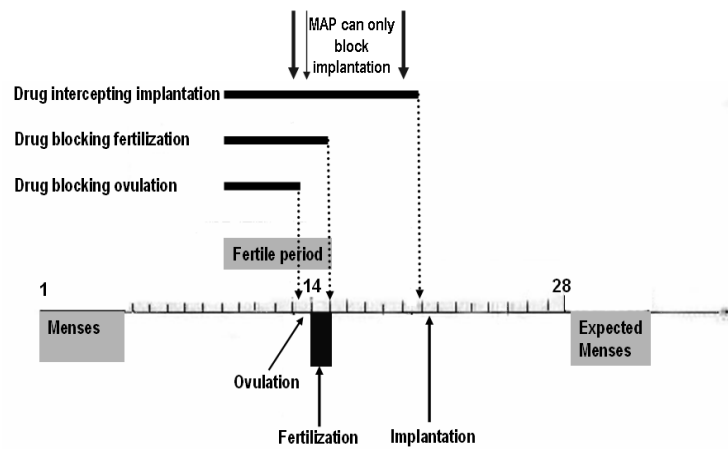 MAP can only
block
implantation
Drug intercepting implantation
Drug blocking fertilization
Drug blocking ovulation
Fertile period
1
14
28
Menses
Expected
Menses
Ovulation
Fertilization
Implantation